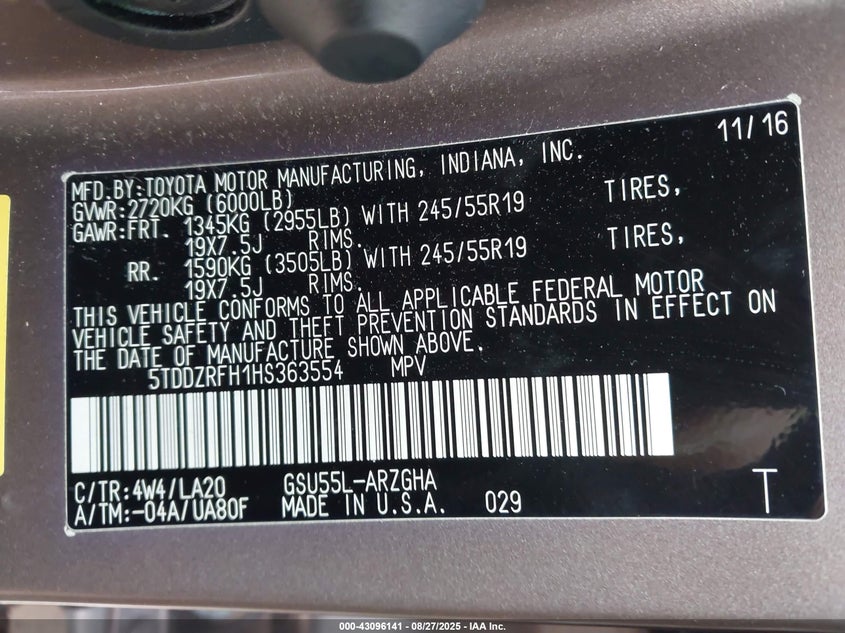 11/16
MFD.BY:TOYOTA MOTOR MANUFACTURING, INDIANA, INC.
GVWR:2720KG (6000LB)
GAWR:FRT. 1345KG (2955LB) WITH 245/55R19 TIRES,
19X7.5J RIMS.
RR. 1590KG (3505LB) WITH 245/55R19 TIRES,
19X7.5J RIMS.
THIS VEHICLE CONFORMS TO ALL APPLICABLE FEDERAL MOTOR
VEHICLE SAFETY AND THEFT PREVENTION STANDARDS IN EFFECT ON
THE DATE OF MANUFACTURE SHOWN ABOVE.
5TDDZRFH1HS363554 MPV
C/TR:4W4/LA20 GSU55L-ARZGHA
A/TM:-04A/UA80F MADE IN U.S.A. 029 T
000-43096141 - 08/27/2025 - IAA Inc.